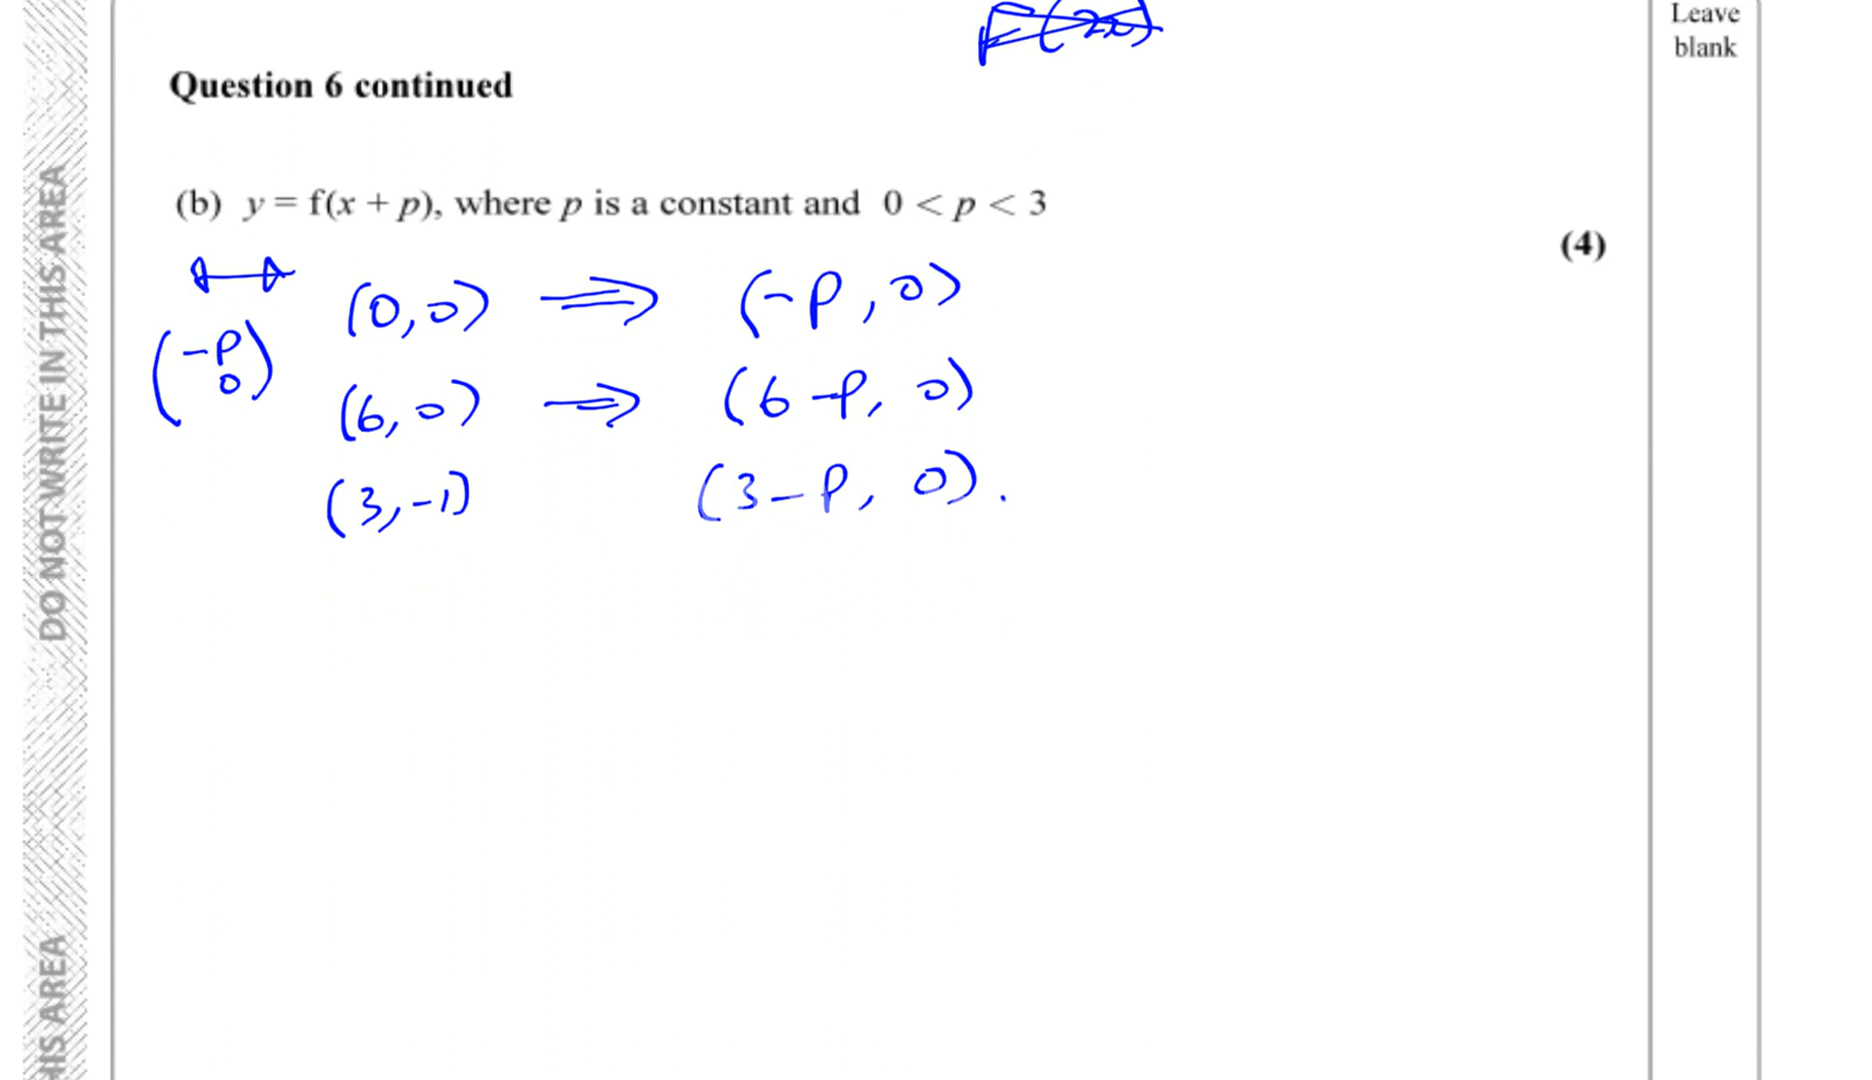 Leave
blank
F(2x)
Question 6 continued
(b) y = f(x + p), where p is a constant and 0 < p < 3
(4)
(0,0) ⇒ (-p, 0)
(-p
0)
(6,0) ⇒ (6-p, 0)
(3,-1) (3-p, 0).
DO NOT WRITE IN THIS AREA
HIS AREA